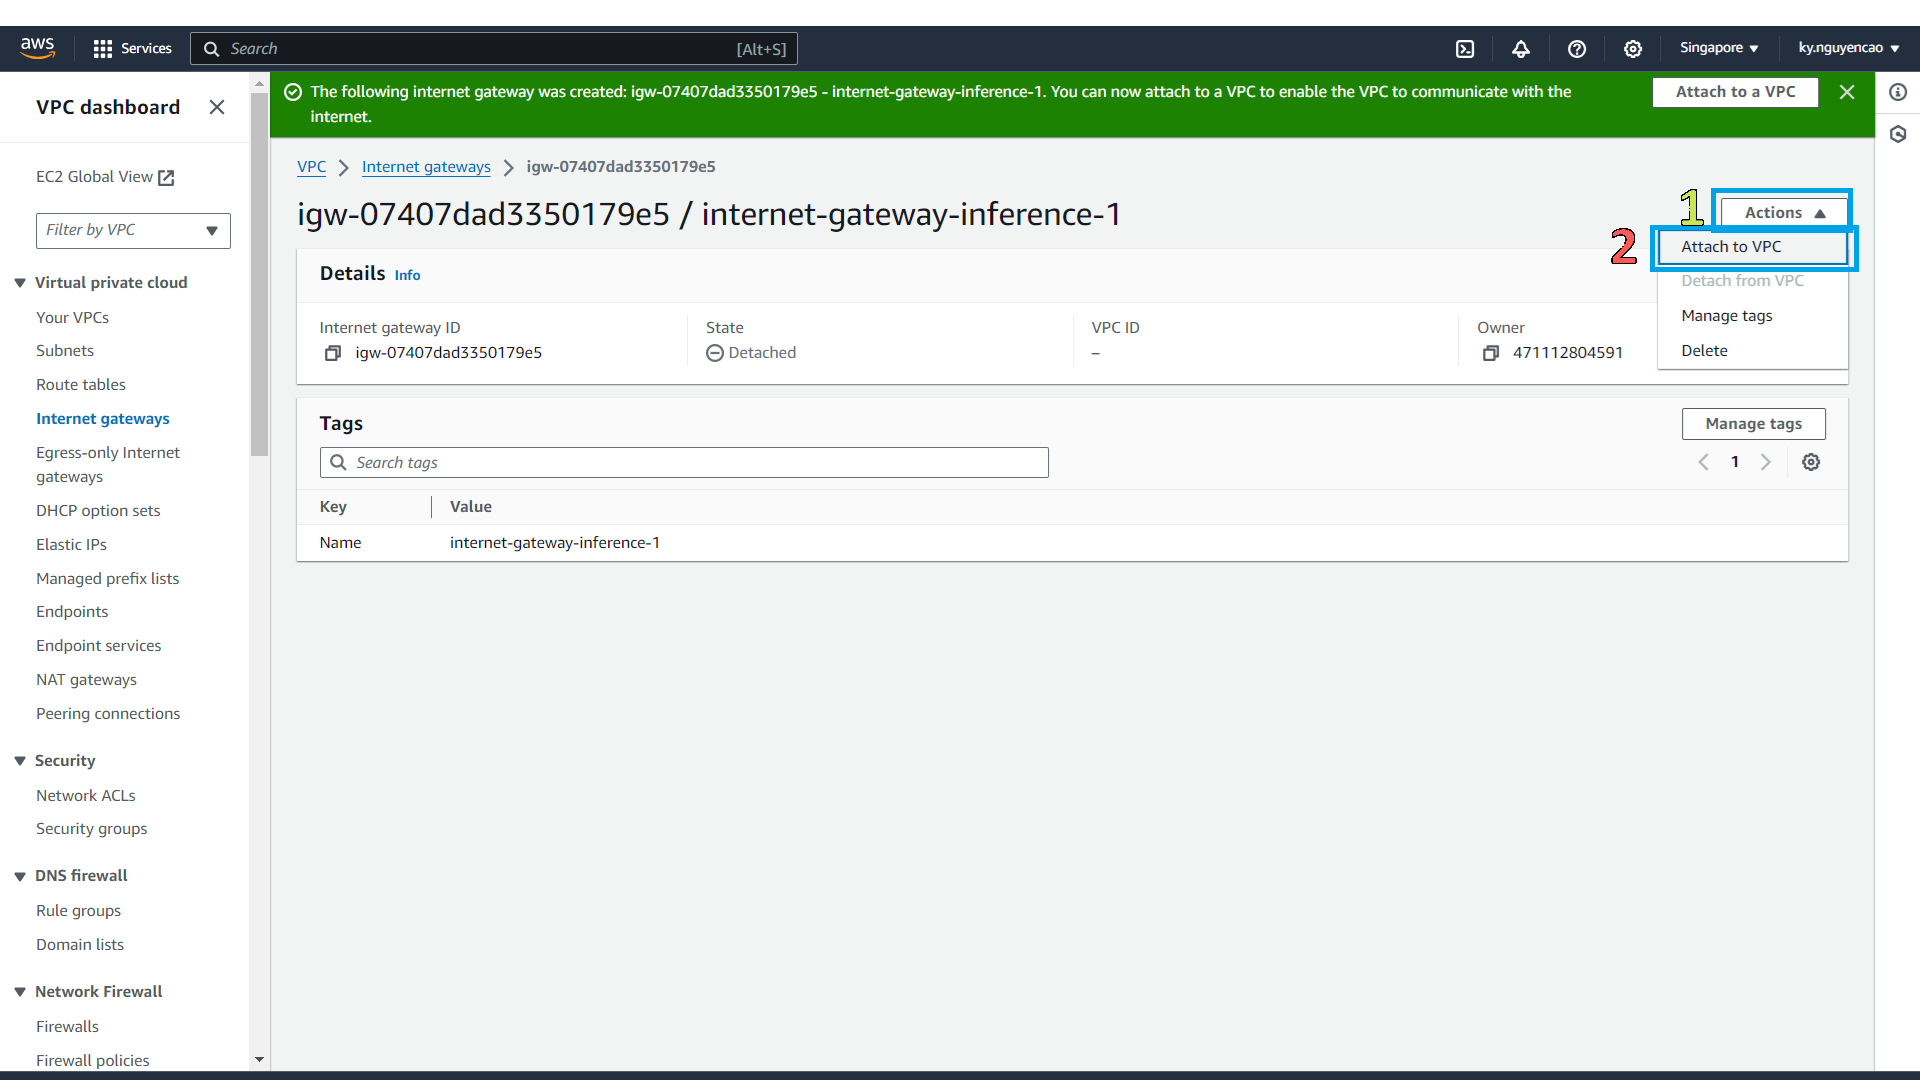 aws
Services
Search
[Alt+S]
Singapore
ky.nguyencao
VPC dashboard
EC2 Global View
Filter by VPC
Virtual private cloud
Your VPCs
Subnets
Route tables
Internet gateways
Egress-only Internet
gateways
DHCP option sets
Elastic IPs
Managed prefix lists
Endpoints
Endpoint services
NAT gateways
Peering connections
Security
Network ACLs
Security groups
DNS firewall
Rule groups
Domain lists
Network Firewall
Firewalls
Firewall policies
The following internet gateway was created: igw-07407dad3350179e5 - internet-gateway-inference-1. You can now attach to a VPC to enable the VPC to communicate with the
internet.
Attach to a VPC
VPC
Internet gateways
igw-07407dad3350179e5
igw-07407dad3350179e5 / internet-gateway-inference-1
1
Actions
2
Attach to VPC
Detach from VPC
Manage tags
Delete
Details Info
Internet gateway ID
igw-07407dad3350179e5
State
Detached
VPC ID
–
Owner
471112804591
Tags
Manage tags
Search tags
1
Key
Value
Name
internet-gateway-inference-1